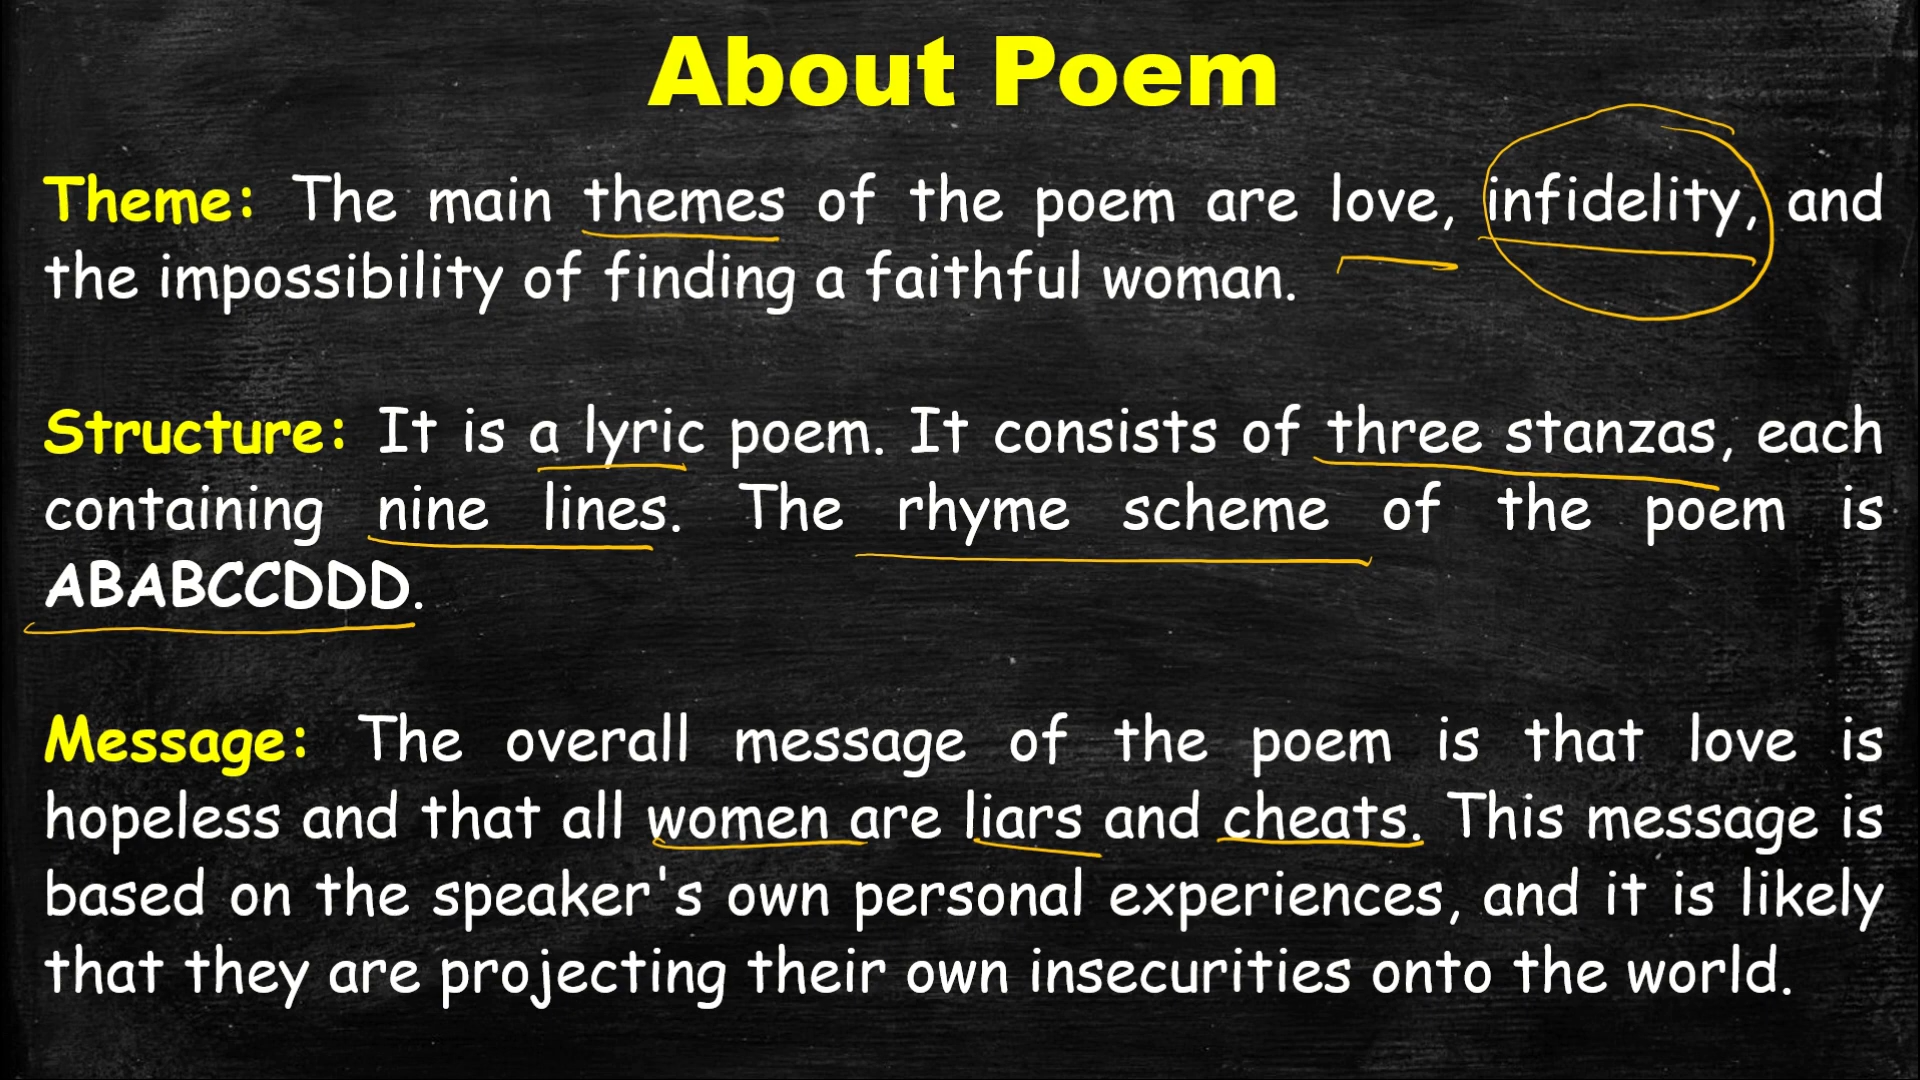 About Poem
Theme: The main themes of the poem are love, infidelity, and
the impossibility of finding a faithful woman.
Structure: It is a lyric poem. It consists of three stanzas, each
containing nine lines. The rhyme scheme of the poem is
ABABCCDDD.
Message: The overall message of the poem is that love is
hopeless and that all women are liars and cheats. This message is
based on the speaker's own personal experiences, and it is likely
that they are projecting their own insecurities onto the world.